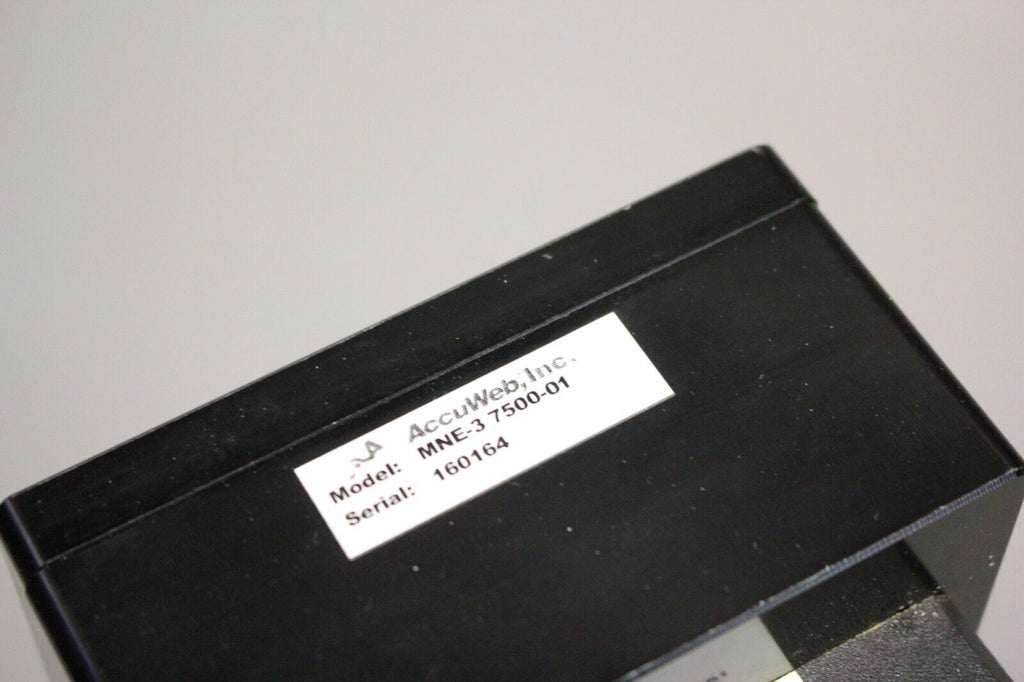 AccuWeb, Inc.
Model: MNE-3 7500-01
Serial: 160164